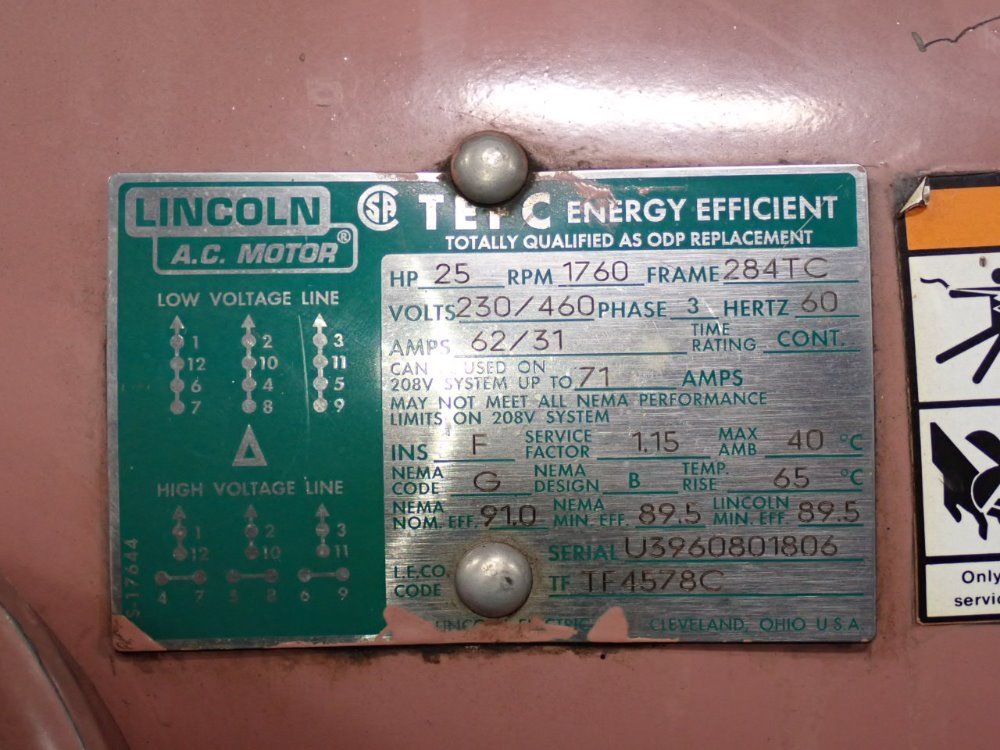 LINCOLN
A.C. MOTOR®
SA TEFC ENERGY EFFICIENT
TOTALLY QUALIFIED AS ODP REPLACEMENT
LOW VOLTAGE LINE
1 2 3
12 10 11
6 4 5
7 8 9
HIGH VOLTAGE LINE
1 2 3
12 10 11
4 7 5 8 6 9
S-17644
HP 25 RPM 1760 FRAME 284TC
VOLTS 230/460 PHASE 3 HERTZ 60
AMPS 62/31 TIME RATING CONT.
CAN USED ON
208V SYSTEM UP TO 71 AMPS
MAY NOT MEET ALL NEMA PERFORMANCE
LIMITS ON 208V SYSTEM
INS F SERVICE FACTOR 1.15 MAX AMB 40 °C
NEMA CODE G NEMA DESIGN B TEMP. RISE 65 °C
NEMA NOM. EFF. 91.0 NEMA MIN. EFF. 89.5 LINCOLN MIN. EFF. 89.5
SERIAL U3960801806
L.E.CO. CODE TF TF4578C
ELECTRIC CLEVELAND, OHIO U.S.A.
Only
servic